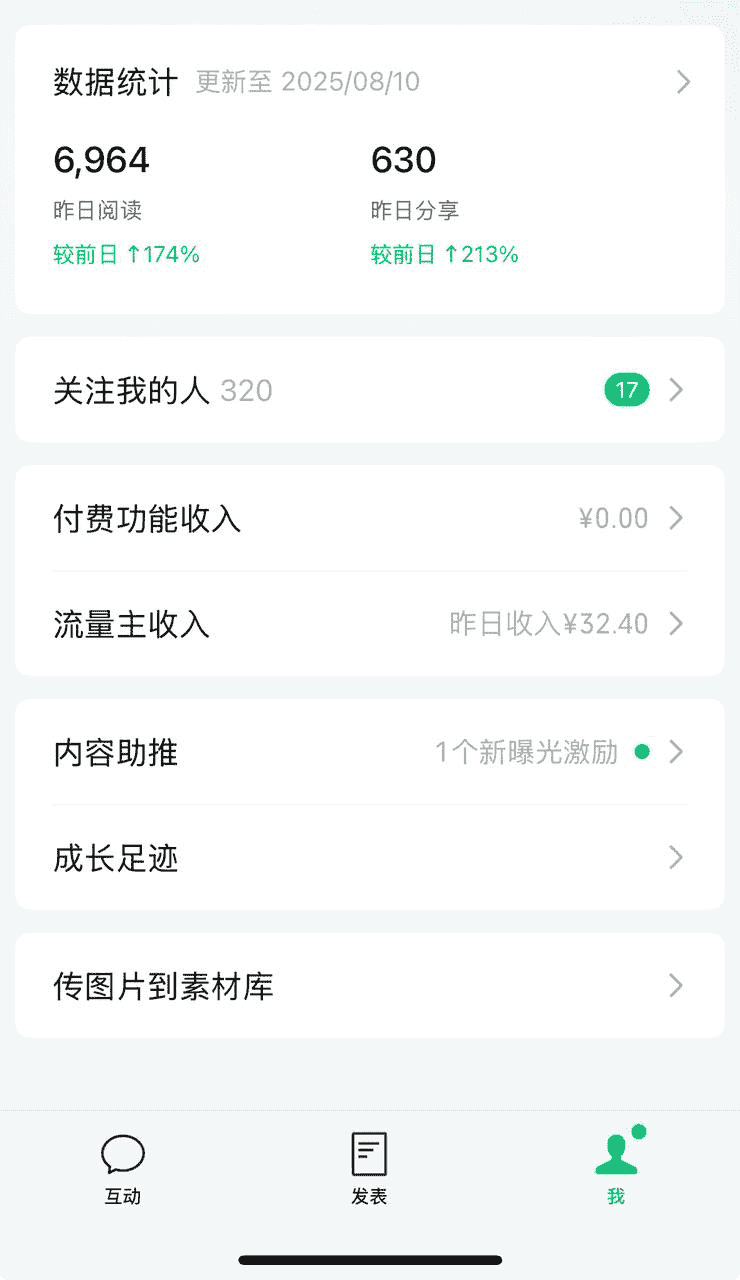 数据统计 更新至 2025/08/10
6,964 630
昨日阅读 昨日分享
较前日 ↑174% 较前日 ↑213%
关注我的人 320 17
付费功能收入 ¥0.00
流量主收入 昨日收入¥32.40
内容助推 1个新曝光激励
成长足迹
传图片到素材库
互动 发表 我